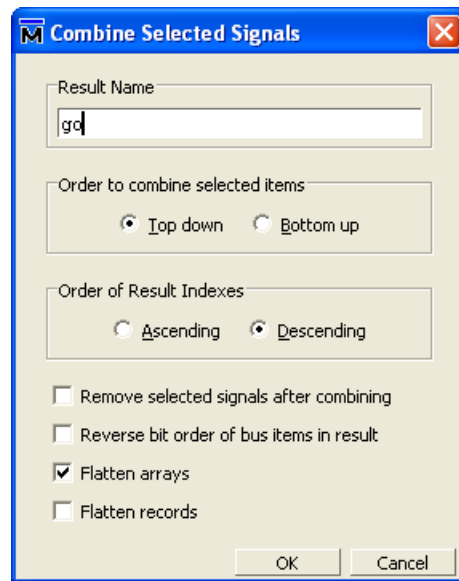 M Combine Selected Signals
Result Name
go
Order to combine selected items
Top down Bottom up
Order of Result Indexes
Ascending Descending
Remove selected signals after combining
Reverse bit order of bus items in result
Flatten arrays
Flatten records
OK Cancel